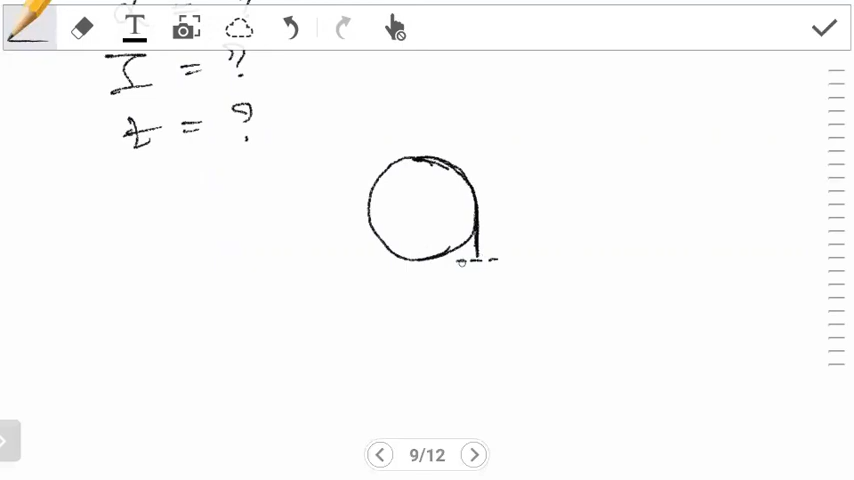 T
I = ?
t = ?
9/12